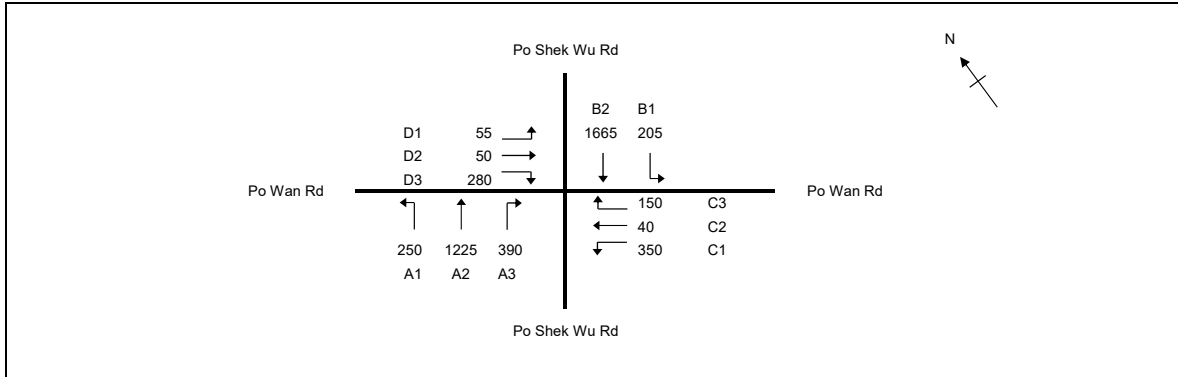 N
Po Shek Wu Rd
B2 B1
D1 55 1665 205
D2 50
D3 280
Po Wan Rd Po Wan Rd
150 C3
40 C2
250 1225 390 350 C1
A1 A2 A3
Po Shek Wu Rd